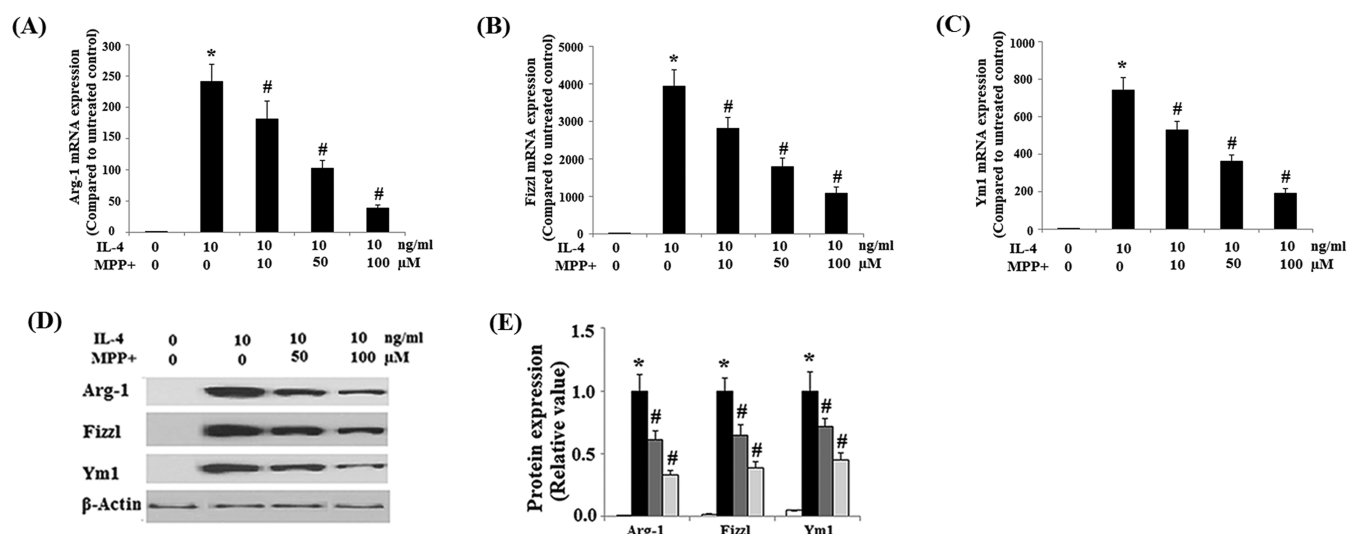 (A)
Arg-1 mRNA expression
(Compared to untreated control)
300
250
200
150
100
50
0
*
#
#
#
IL-4 0 10 10 10 10 ng/ml
MPP+ 0 0 10 50 100 μM
(B)
Fizzl mRNA expression
(Compared to untreated control)
5000
4000
3000
2000
1000
0
*
#
#
#
IL-4 0 10 10 10 10 ng/ml
MPP+ 0 0 10 50 100 μM
(C)
Ym1 mRNA expression
(Compared to untreated control)
1000
800
600
400
200
0
*
#
#
#
IL-4 0 10 10 10 10 ng/ml
MPP+ 0 0 10 50 100 μM
(D)
IL-4 0 10 10 10 ng/ml
MPP+ 0 0 50 100 μM
Arg-1
Fizzl
Ym1
β-Actin
(E)
Protein expression
(Relative value)
1.5
1.0
0.5
0.0
* # #
* # #
* # #
Arg-1 Fizzl Ym1